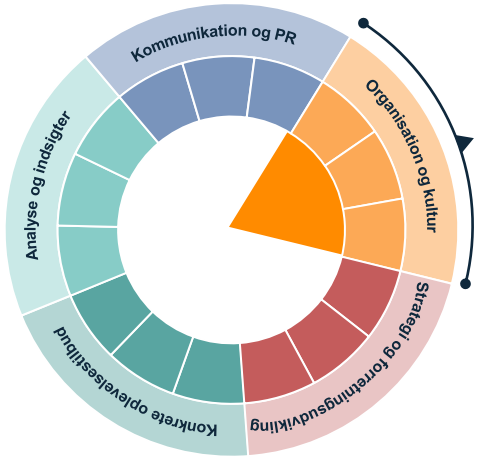 Kommunikation og PR
Organisation og kultur
Strategi og forretningsudvikling
Konkrete oplevelsestilbud
Analyse og indsigter